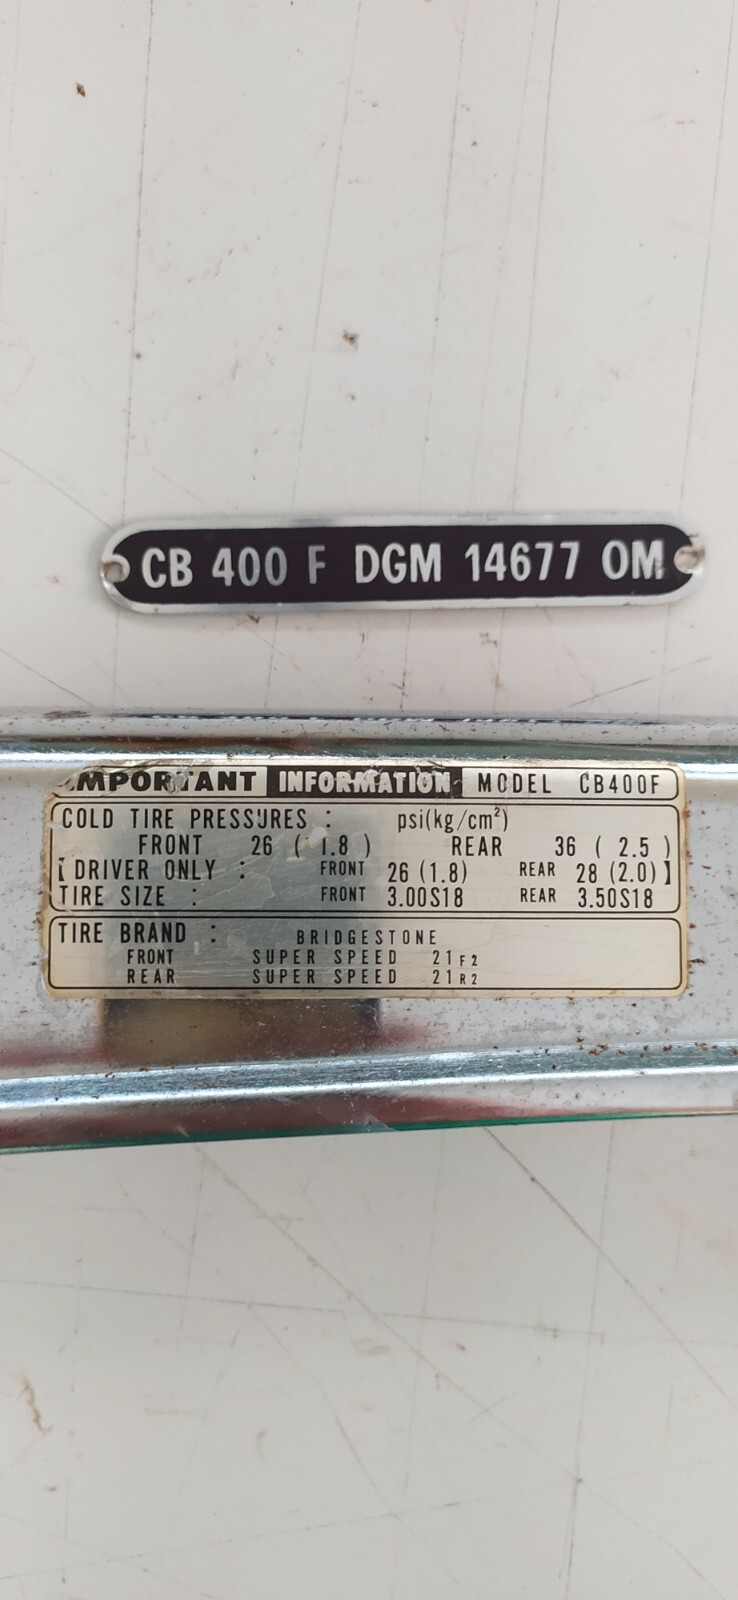 CB 400 F DGM 14677 OM
IMPORTANT INFORMATION MODEL CB400F
COLD TIRE PRESSURES : psi(kg/cm²)
FRONT 26 ( 1.8 ) REAR 36 ( 2.5 )
[DRIVER ONLY : FRONT 26 (1.8) REAR 28 (2.0)]
TIRE SIZE : FRONT 3.00S18 REAR 3.50S18
TIRE BRAND : BRIDGESTONE
FRONT SUPER SPEED 21F2
REAR SUPER SPEED 21R2